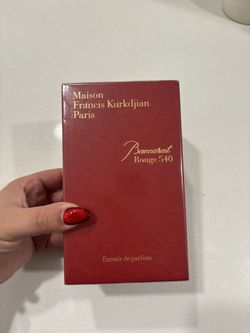 Maison
Francis Kurkdjian
Paris
Baccarat
Rouge 540
Extrait de parfum